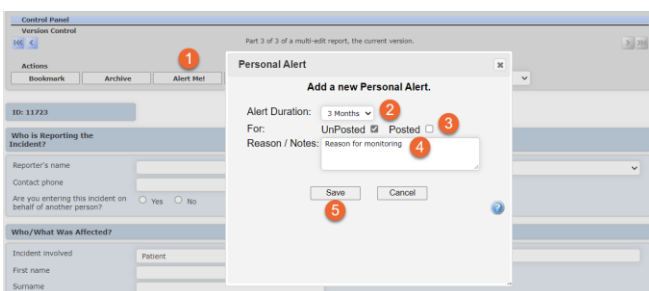 Control Panel
Version Control
Part 3 of 3 of a multi-edit report, the current version.
Actions
Bookmark Archive Alert Me!
1
Personal Alert
Add a new Personal Alert.
Alert Duration: 3 Months 2
For: UnPosted Posted 3
Reason / Notes: Reason for monitoring 4
Save Cancel
5
ID: 11723
Who is Reporting the
Incident?
Reporter's name
Contact phone
Are you entering this incident on
behalf of another person?
Yes No
Who/What Was Affected?
Incident involved Patient
First name
Surname